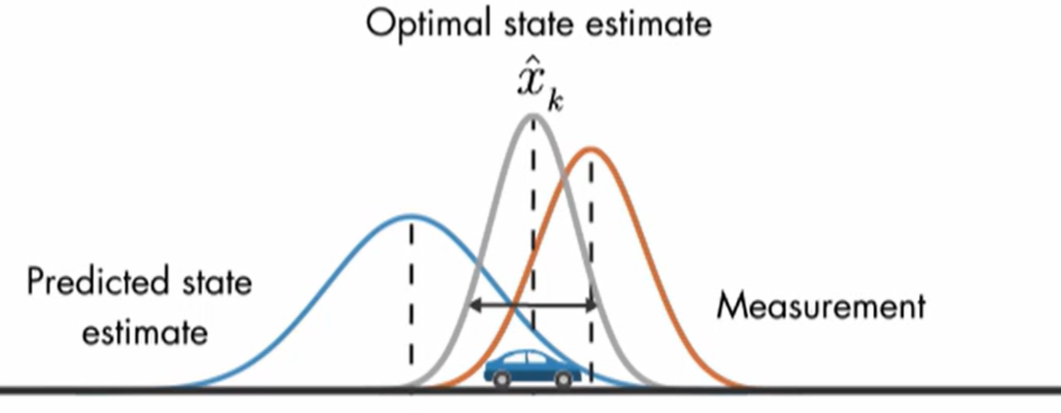 Optimal state estimate
x̂ₖ
Predicted state
estimate
Measurement